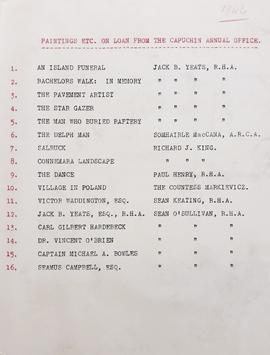 1946
PAINTINGS ETC. ON LOAN FROM THE CAPUCHIN ANNUAL OFFICE.
1. AN ISLAND FUNERAL JACK B. YEATS, R.H.A.
2. BACHELORS WALK: IN MEMORY " " " "
3. THE PAVEMENT ARTIST " " " "
4. THE STAR GAZER " " " "
5. THE MAN WHO BURIED RAFTERY " " " "
6. THE DELPH MAN SOMHAIRLE MacCANA, A.R.C.A.
7. SALRUCK RICHARD J. KING.
8. CONNEMARA LANDSCAPE " " "
9. THE DANCE PAUL HENRY, R.H.A.
10. VILLAGE IN POLAND THE COUNTESS MARKIEVICZ.
11. VICTOR WADDINGTON, ESQ. SEAN KEATING, R.H.A.
12. JACK B. YEATS, ESQ., R.H.A. SEAN O'SULLIVAN, R.H.A.
13. CARL GILBERT HARDEBECK " " "
14. DR. VINCENT O'BRIEN " " "
15. CAPTAIN MICHAEL A. BOWLES " " "
16. SEAMUS CAMPBELL, ESQ. " " "